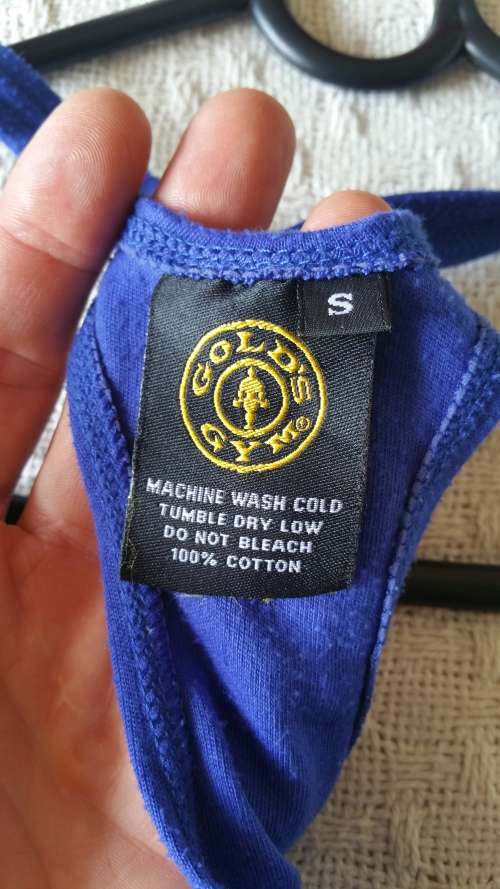 S
GOLD'S
GYM®
MACHINE WASH COLD
TUMBLE DRY LOW
DO NOT BLEACH
100% COTTON